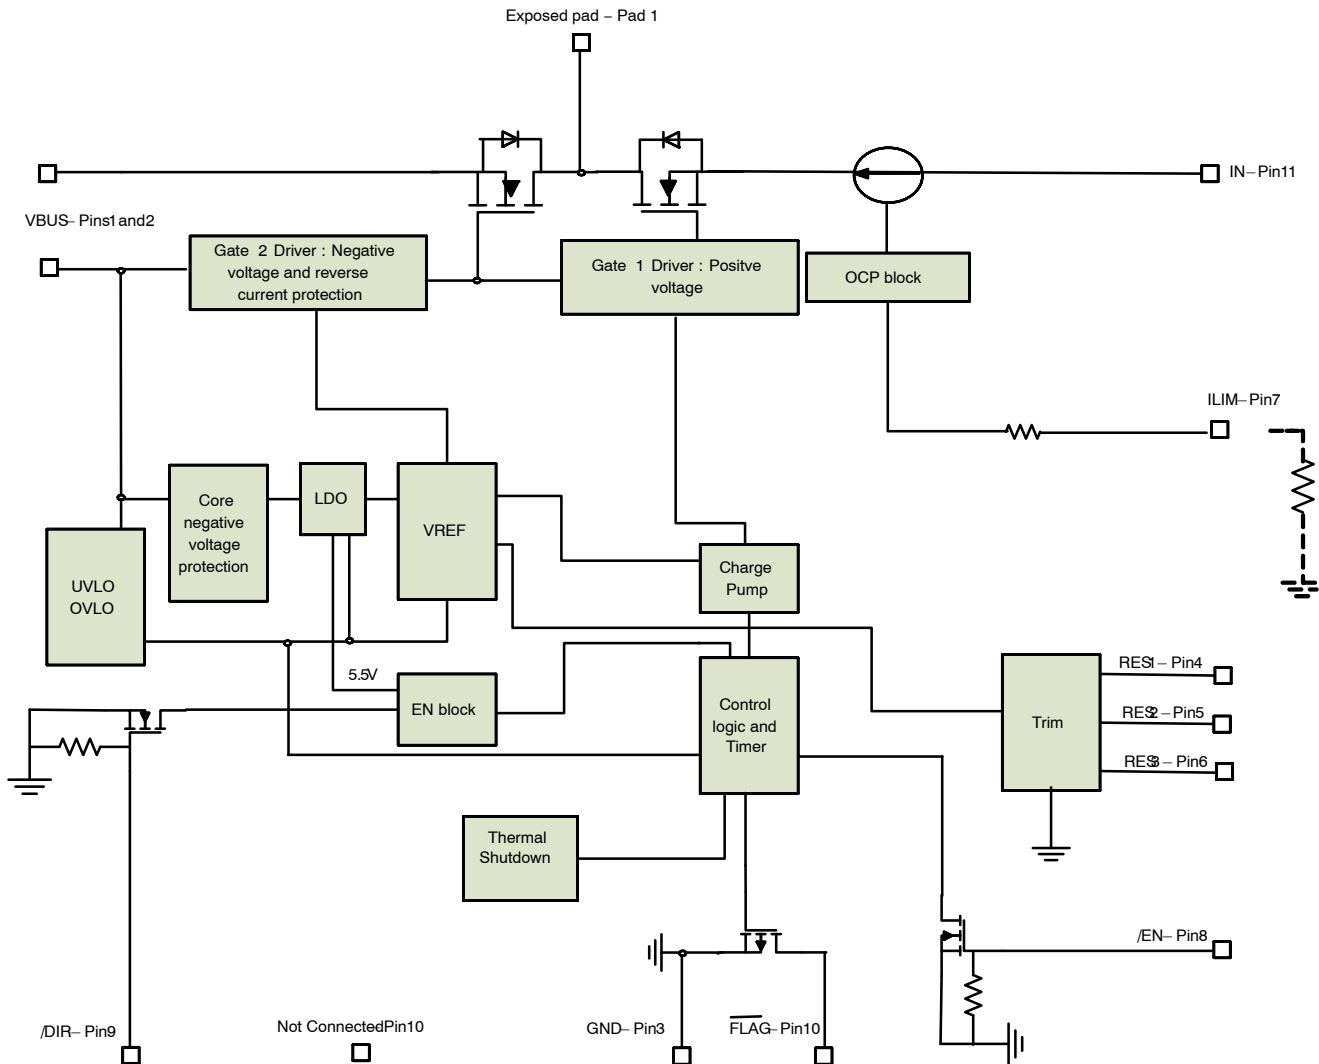 Exposed pad – Pad 1
IN–Pin11
VBUS–Pins1and2
Gate 2 Driver : Negative
voltage and reverse
current protection
Gate 1 Driver : Positve
voltage
OCP block
ILIM–Pin7
Core
negative
voltage
protection
LDO
VREF
UVLO
OVLO
Charge
Pump
5.5V
EN block
Control
logic and
Timer
Trim
RES1–Pin4
RES2–Pin5
RES3–Pin6
Thermal
Shutdown
/EN–Pin8
/DIR–Pin9
Not ConnectedPin10
GND–Pin3
FLAG–Pin10